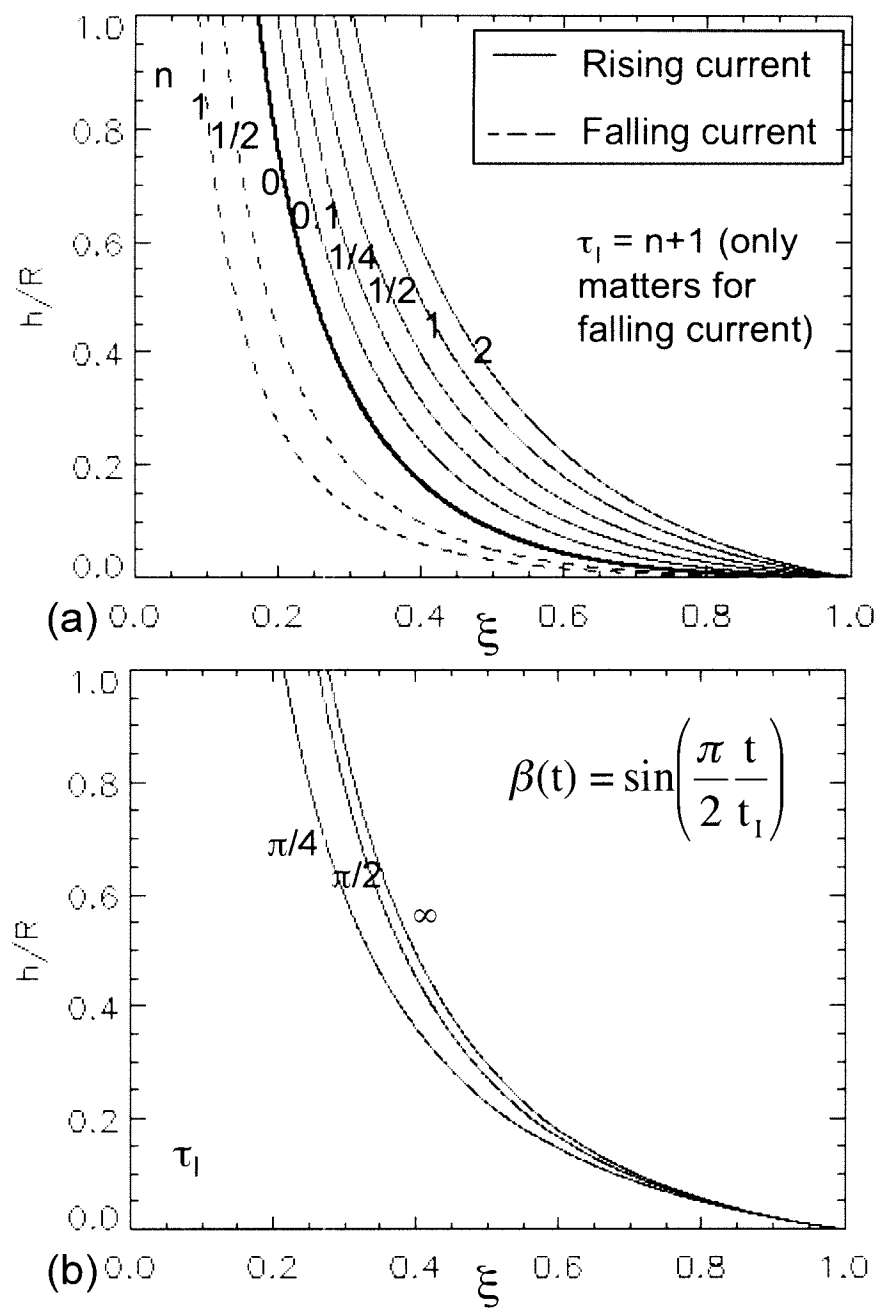 1.0
0.8
0.6
0.4
0.2
0.0
h/R
n
1
1/2
0
0.1
1/4
1/2
1
2
Rising current
Falling current
τI = n+1 (only
matters for
falling current)
(a) 0.0 0.2 0.4 0.6 0.8 1.0
ξ
1.0
0.8
0.6
0.4
0.2
0.0
h/R
β(t) = sin(π/2 t/tI)
π/4
π/2
∞
τI
(b) 0.0 0.2 0.4 0.6 0.8 1.0
ξ